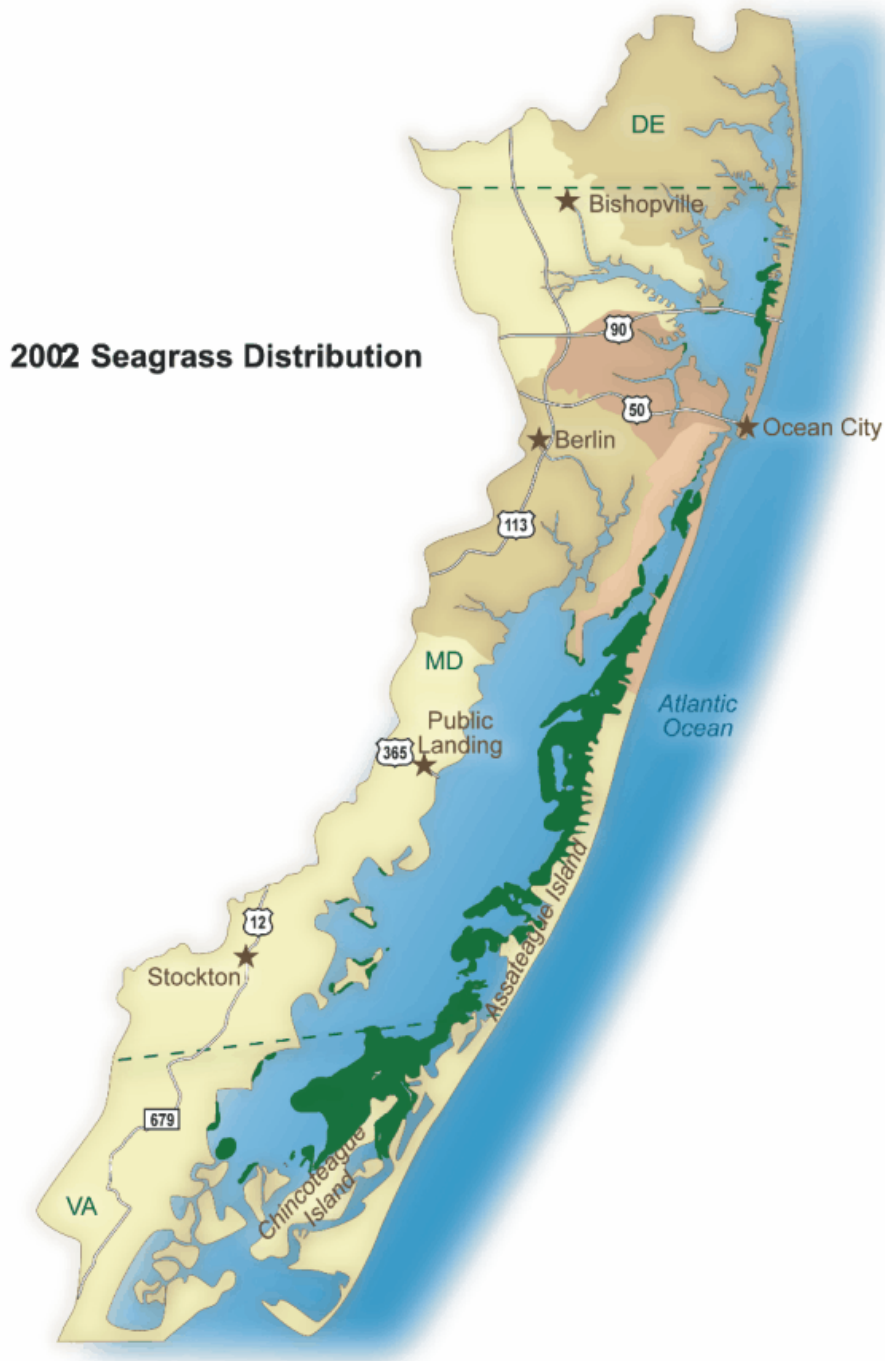 DE
Bishopville
90
2002 Seagrass Distribution
50
Ocean City
Berlin
113
MD
Atlantic
Ocean
Public
Landing
365
Assateague Island
12
Stockton
679
Chincoteague
Island
VA